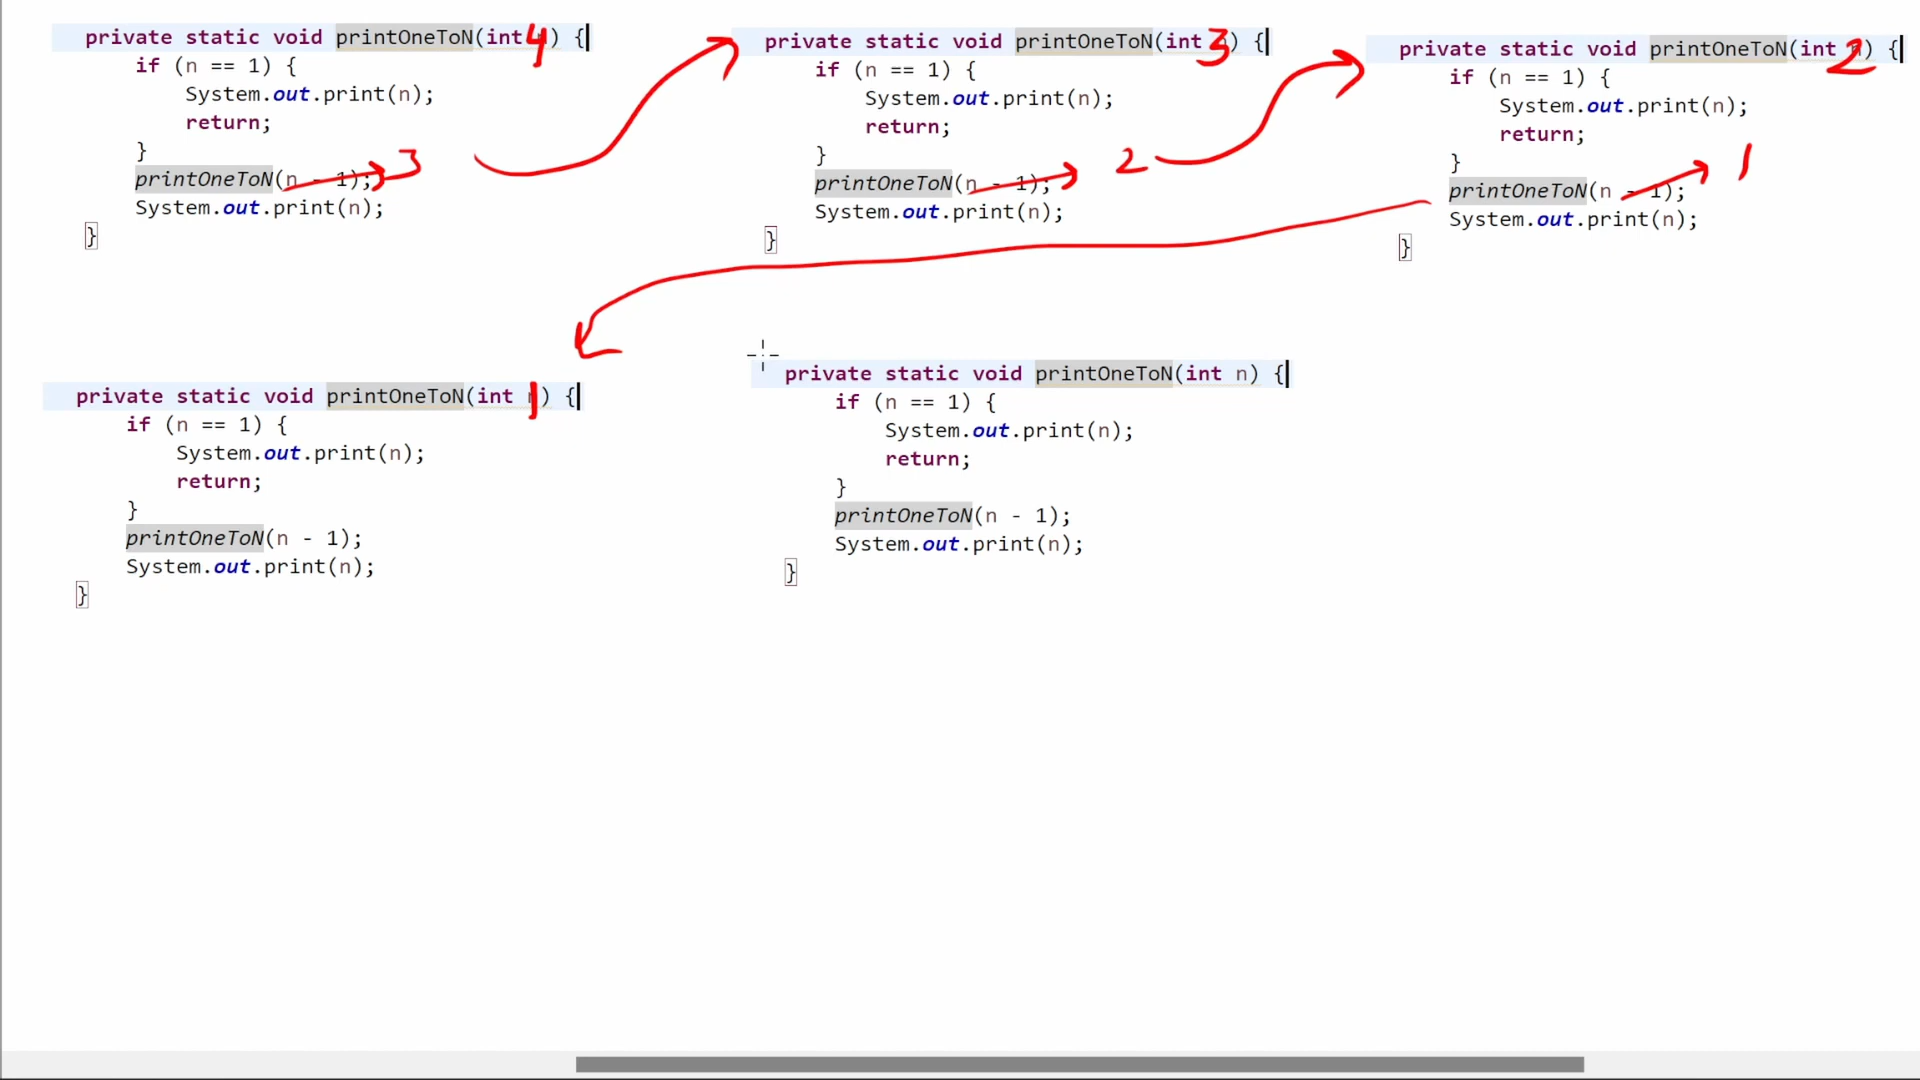 private static void printOneToN(int 4) {
if (n == 1) {
System.out.print(n);
return;
}
printOneToN(n - 1); 3
System.out.print(n);
}
private static void printOneToN(int 3) {
if (n == 1) {
System.out.print(n);
return;
}
printOneToN(n - 1); 2
System.out.print(n);
}
private static void printOneToN(int 2) {
if (n == 1) {
System.out.print(n);
return;
}
printOneToN(n - 1); 1
System.out.print(n);
}
private static void printOneToN(int 1) {
if (n == 1) {
System.out.print(n);
return;
}
printOneToN(n - 1);
System.out.print(n);
}
private static void printOneToN(int n) {
if (n == 1) {
System.out.print(n);
return;
}
printOneToN(n - 1);
System.out.print(n);
}